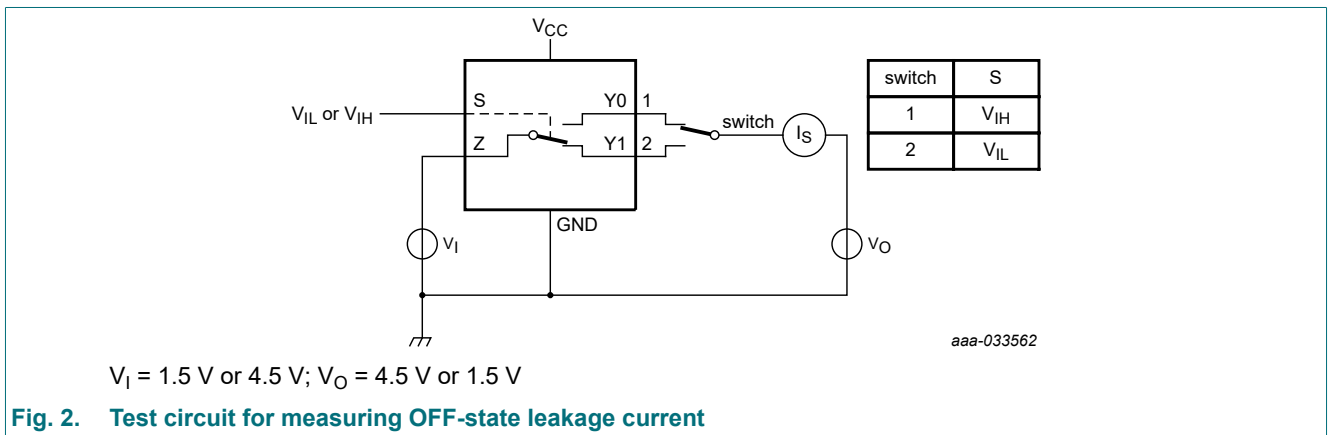 VCC
switch S
S Y0 1
VIL or VIH
switch IS
1 VIH
Z Y1 2
2 VIL
GND
VI
VO
aaa-033562
VI = 1.5 V or 4.5 V; VO = 4.5 V or 1.5 V
Fig. 2. Test circuit for measuring OFF-state leakage current